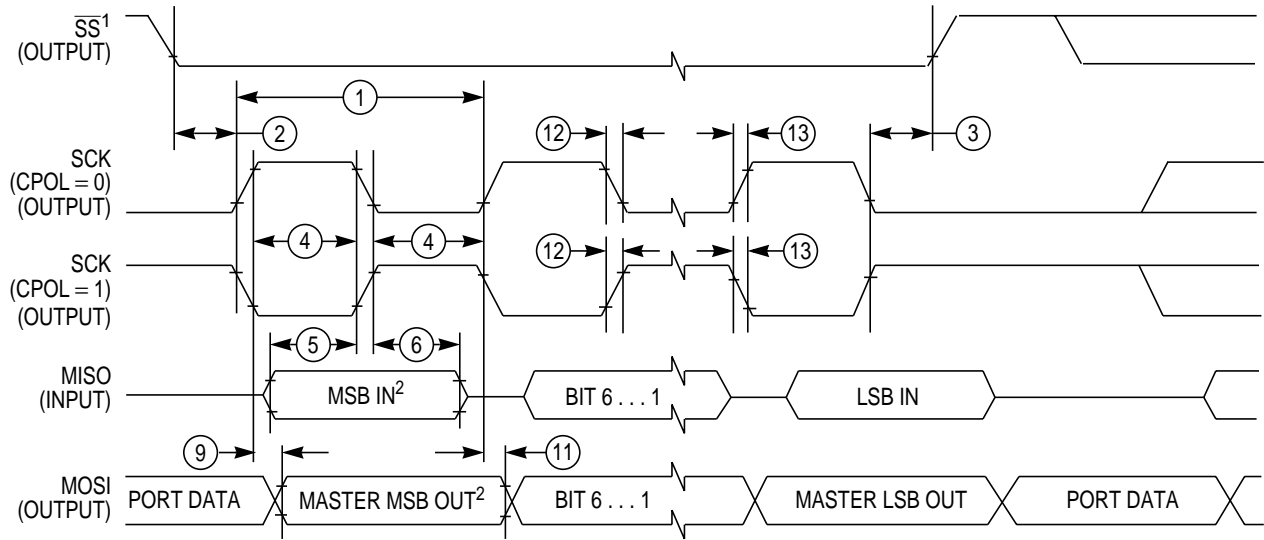 SS¹
(OUTPUT)
1
2
12
13
3
SCK
(CPOL = 0)
(OUTPUT)
4
4
SCK
(CPOL = 1)
(OUTPUT)
12
13
5
6
MISO
(INPUT)
MSB IN²
BIT 6 . . . 1
LSB IN
9
11
MOSI
(OUTPUT)
PORT DATA
MASTER MSB OUT²
BIT 6 . . . 1
MASTER LSB OUT
PORT DATA